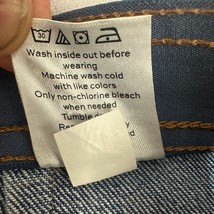 30
Wash inside out before
wearing
Machine wash cold
with like colors
Only non-chlorine bleach
when needed
Tumble